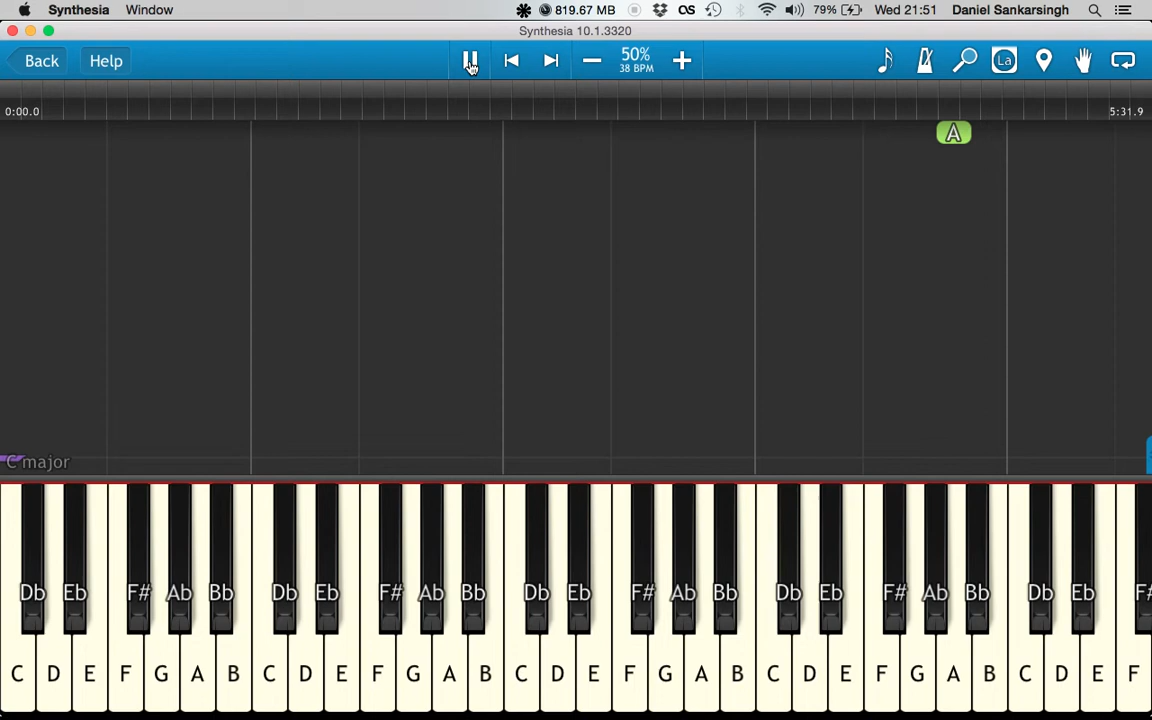 Synthesia Window 819.67 MB 79% Wed 21:51 Daniel Sankarsingh
Synthesia 10.1.3320
Back Help 50% La
38 BPM
0:00.0 5:31.9
A
C major
Db Eb F# Ab Bb Db Eb F# Ab Bb Db Eb F# Ab Bb Db Eb F# Ab Bb Db Eb F#
C D E F G A B C D E F G A B C D E F G A B C D E F G A B C D E F